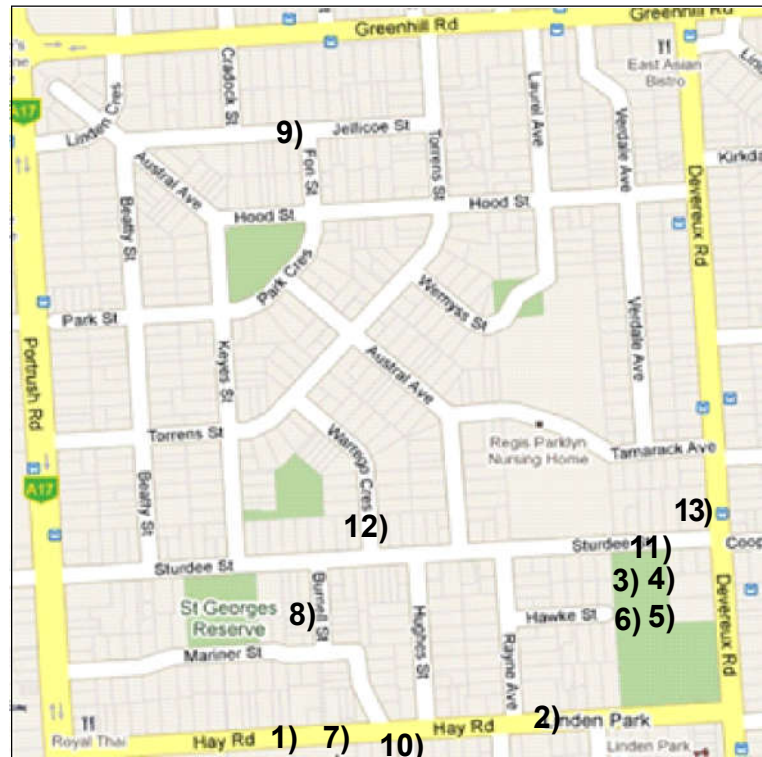 Greenhill Rd
Greenhill Rd
East Asian
Bistro
A17
Cradock St
Linden Cres
9)
Jellicoe St
Laurel Ave
Verdale Ave
Torrens St
Fon St
Austral Ave
Devereux Rd
Beatty St
Hood St
Hood St
Park Cres
Wemyss St
Verdale Ave
Park St
Portrush Rd
Keyes St
Austral Ave
Torrens St
Warrego Cres
Regis Parklyn
Nursing Home
Tamarack Ave
A17
Beatty St
12)
13)
Sturdee St
11)
Sturdee St
3)
4)
St Georges
Reserve
8)
Burnell St
Hughes St
Hawke St
6)
5)
Rayne Ave
Devereux Rd
Mariner St
Royal Thai
Hay Rd
1)
7)
10)
Hay Rd
2)
Linden Park
Linden Park